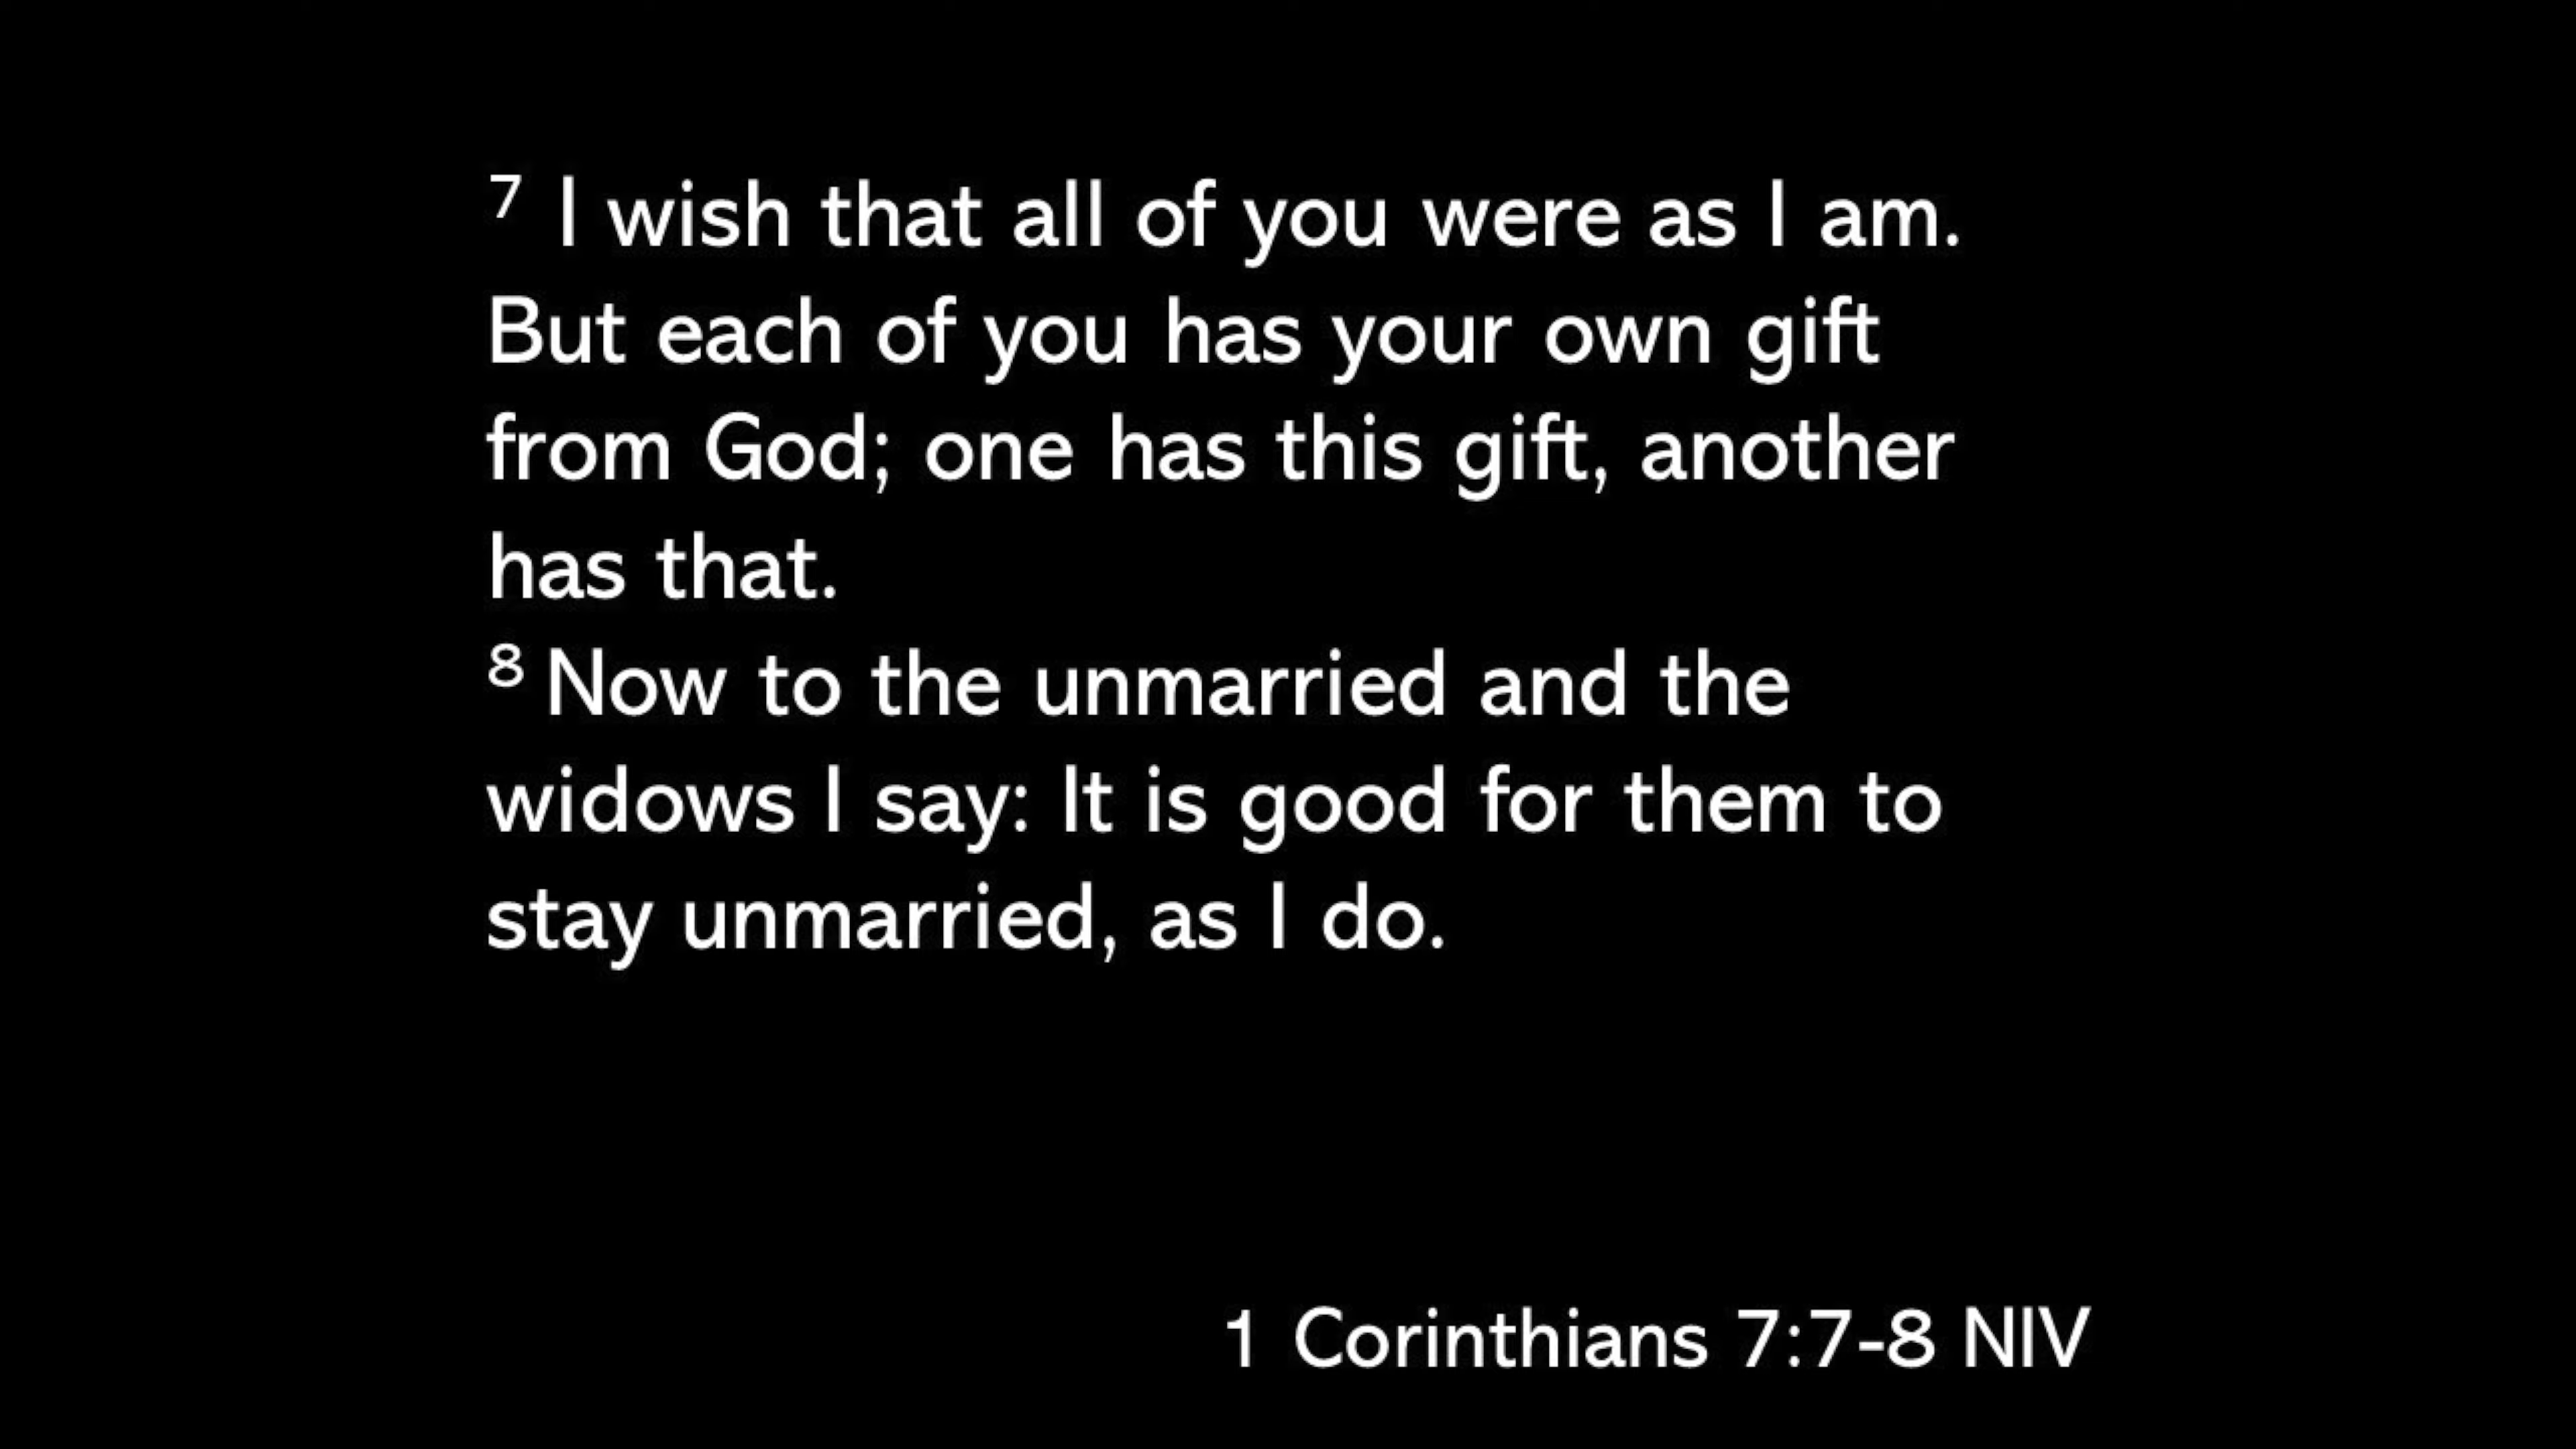 ⁷ I wish that all of you were as I am.
But each of you has your own gift
from God; one has this gift, another
has that.
⁸ Now to the unmarried and the
widows I say: It is good for them to
stay unmarried, as I do.
1 Corinthians 7:7-8 NIV